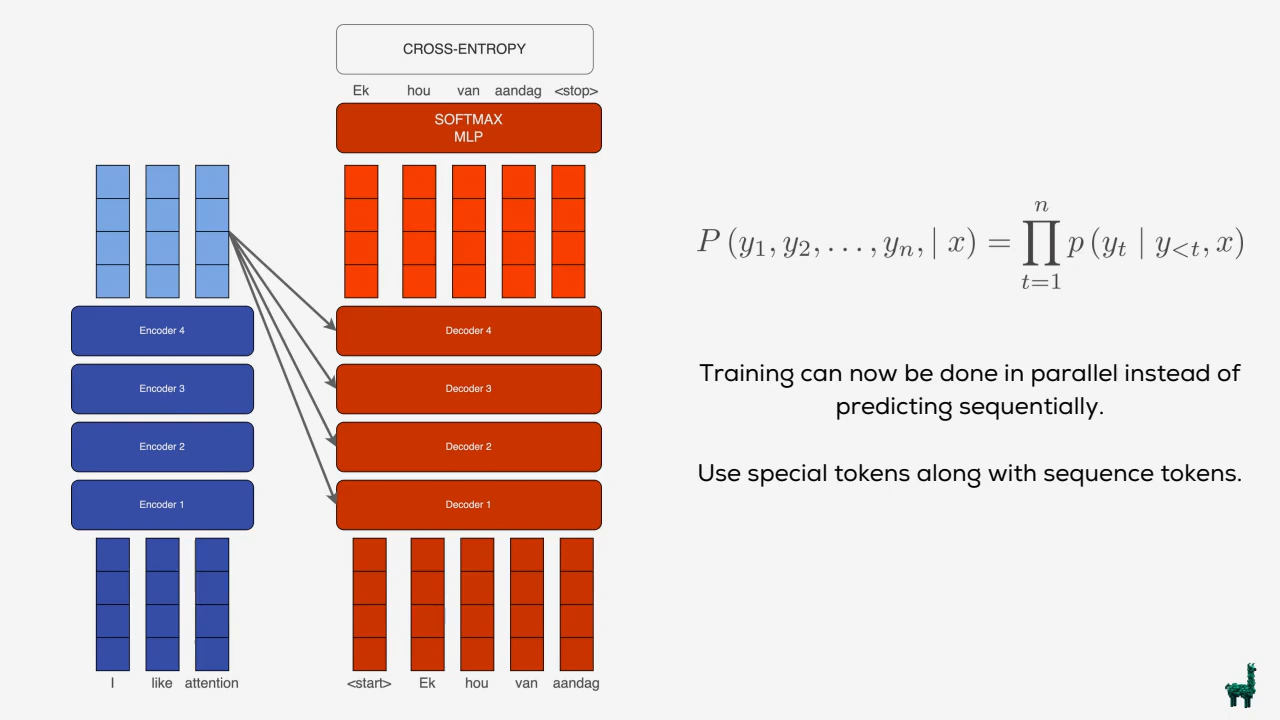 CROSS-ENTROPY
Ek hou van aandag <stop>
SOFTMAX
MLP
Encoder 4
Encoder 3
Encoder 2
Encoder 1
Decoder 4
Decoder 3
Decoder 2
Decoder 1
I like attention
<start> Ek hou van aandag
P (y₁, y₂, . . . , yₙ, | x) = ∏ₜ₌₁ⁿ p (yₜ | y<ₜ, x)
Training can now be done in parallel instead of
predicting sequentially.
Use special tokens along with sequence tokens.